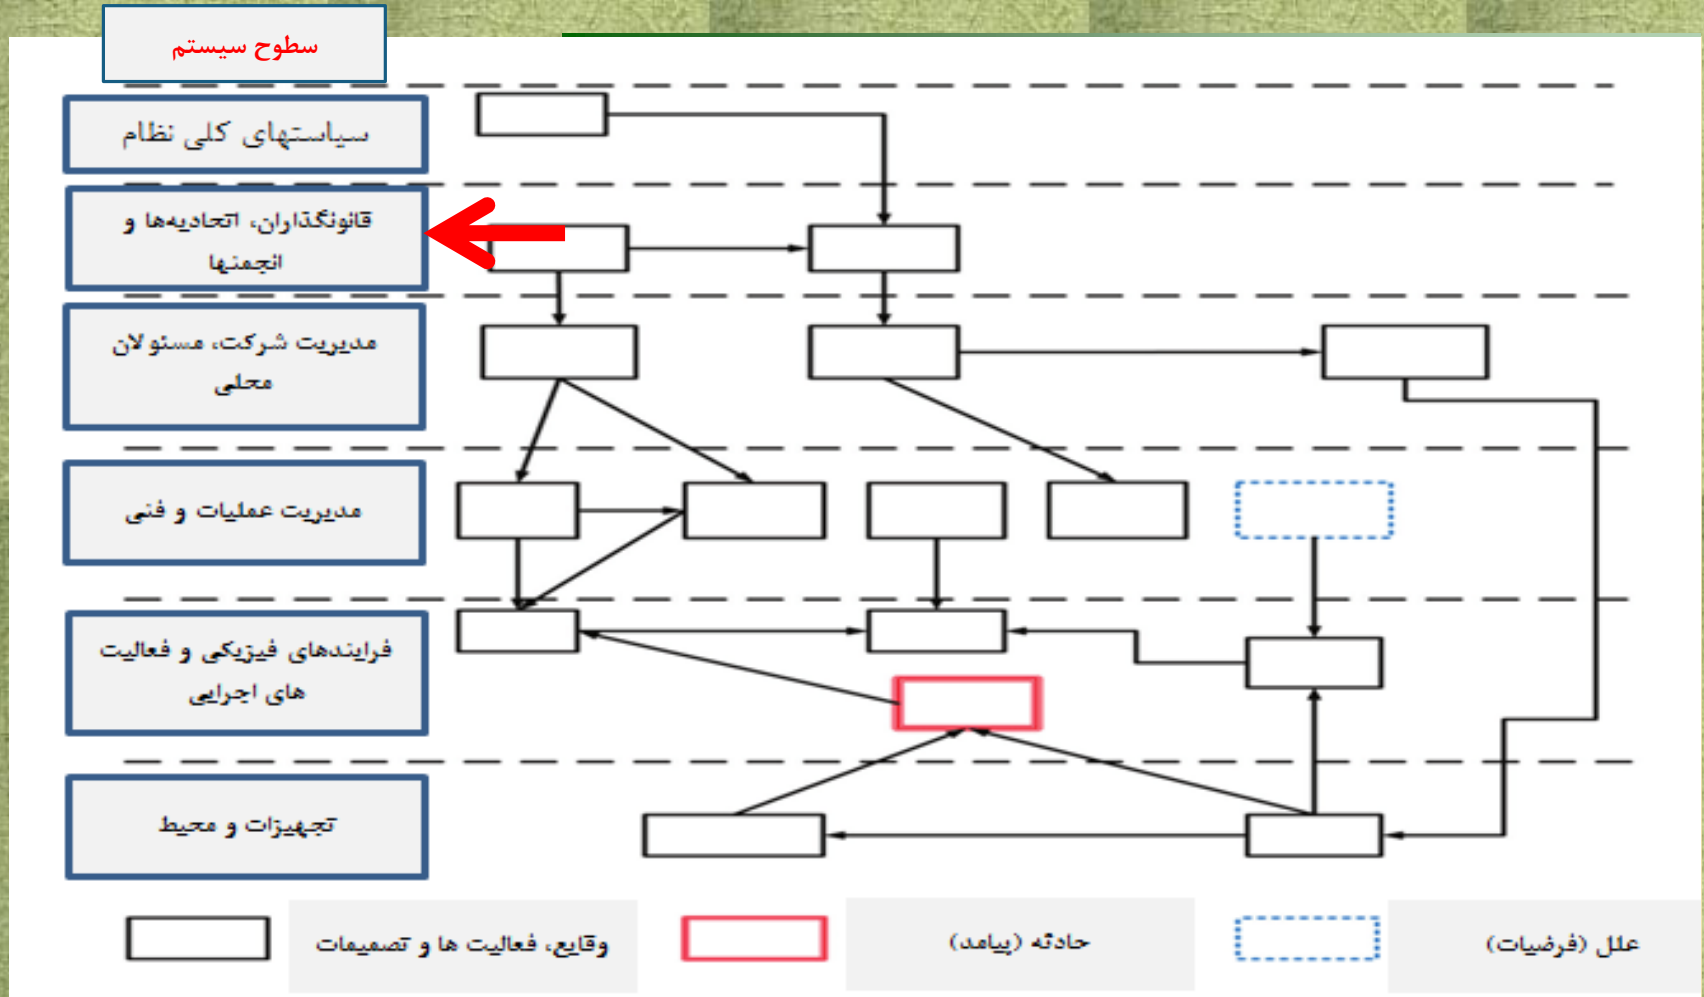 سطوح سیستم
سیاستهای کلی نظام
قانونگذاران، اتحادیه‌ها و
انجمنها
مدیریت شرکت، مسئولان
محلی
مدیریت عملیات و فنی
فرایندهای فیزیکی و فعالیت
های اجرایی
تجهیزات و محیط
وقایع، فعالیت ها و تصمیمات
حادثه (پیامد)
علل (فرضیات)